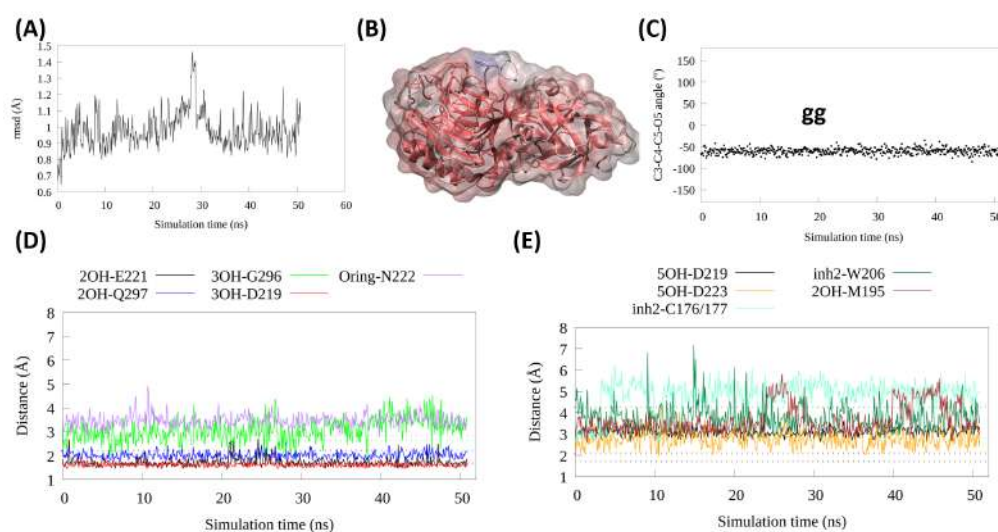 (A)
1.5
1.4
1.3
1.2
1.1
1
0.9
0.8
0.7
0.6
rmsd (Å)
0 10 20 30 40 50 60
Simulation time (ns)
(B)
(C)
150
100
50
0
-50
-100
-150
C3-C4-C5-O5 angle (°)
gg
0 10 20 30 40 50
Simulation time (ns)
(D)
2OH-E221 3OH-G296 Oring-N222
2OH-Q297 3OH-D219
8
7
6
5
4
3
2
1
Distance (Å)
0 10 20 30 40 50
Simulation time (ns)
(E)
5OH-D219 inh2-W206
5OH-D223 2OH-M195
inh2-C176/177
8
7
6
5
4
3
2
1
Distance (Å)
0 10 20 30 40 50
Simulation time (ns)